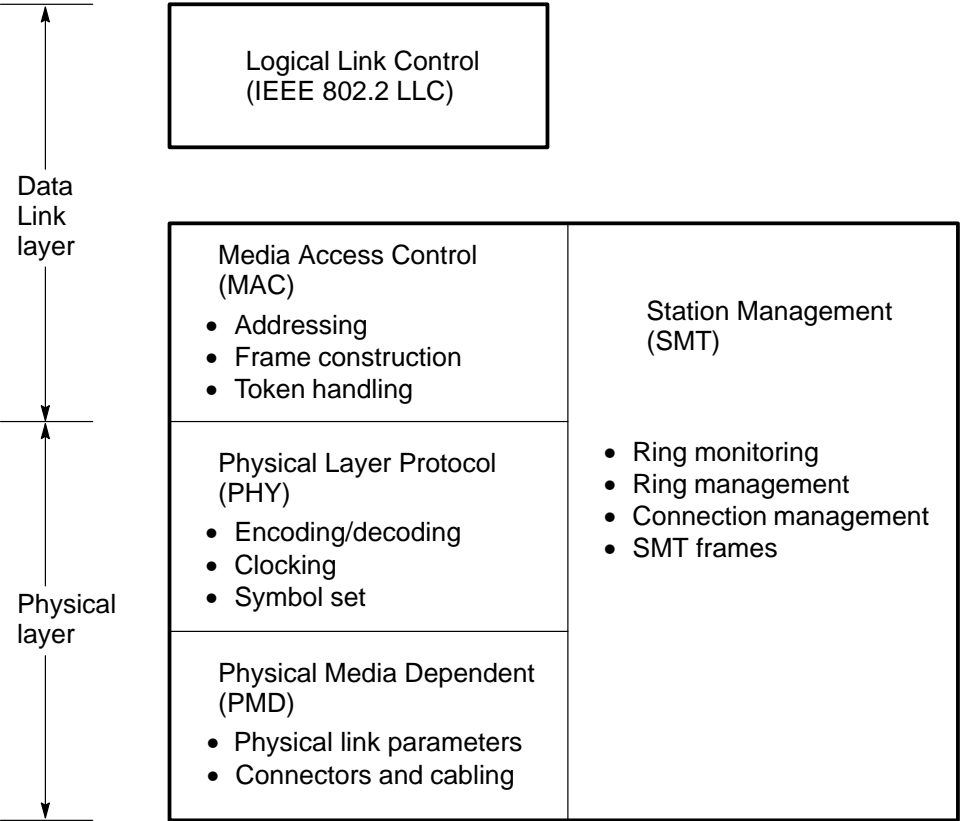 Logical Link Control
(IEEE 802.2 LLC)
Data
Link
layer
Media Access Control
(MAC)
• Addressing
• Frame construction
• Token handling
Station Management
(SMT)
• Ring monitoring
• Ring management
• Connection management
• SMT frames
Physical Layer Protocol
(PHY)
• Encoding/decoding
• Clocking
• Symbol set
Physical
layer
Physical Media Dependent
(PMD)
• Physical link parameters
• Connectors and cabling